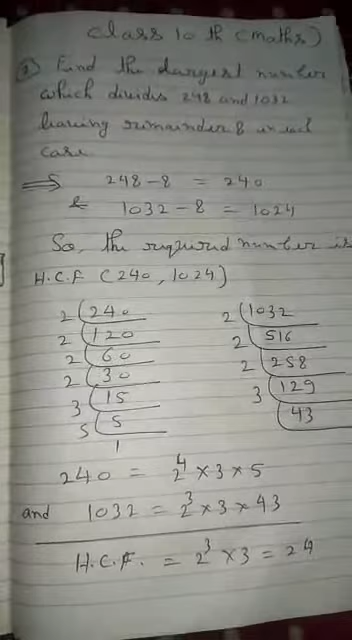 Class 10 th (Maths)
Q Find the largest number
which divides 248 and 1032
leaving remainder 8 in each
case
⇒ 248 - 8 = 240
& 1032 - 8 = 1024
So, the required number is
H.C.F (240, 1024)
2 240 2 1032
2 120 2 516
2 60 2 258
2 30 3 129
3 15 43
5 5
1
240 = 2⁴ × 3 × 5
and 1032 = 2³ × 3 × 43
H.C.F. = 2³ × 3 = 24